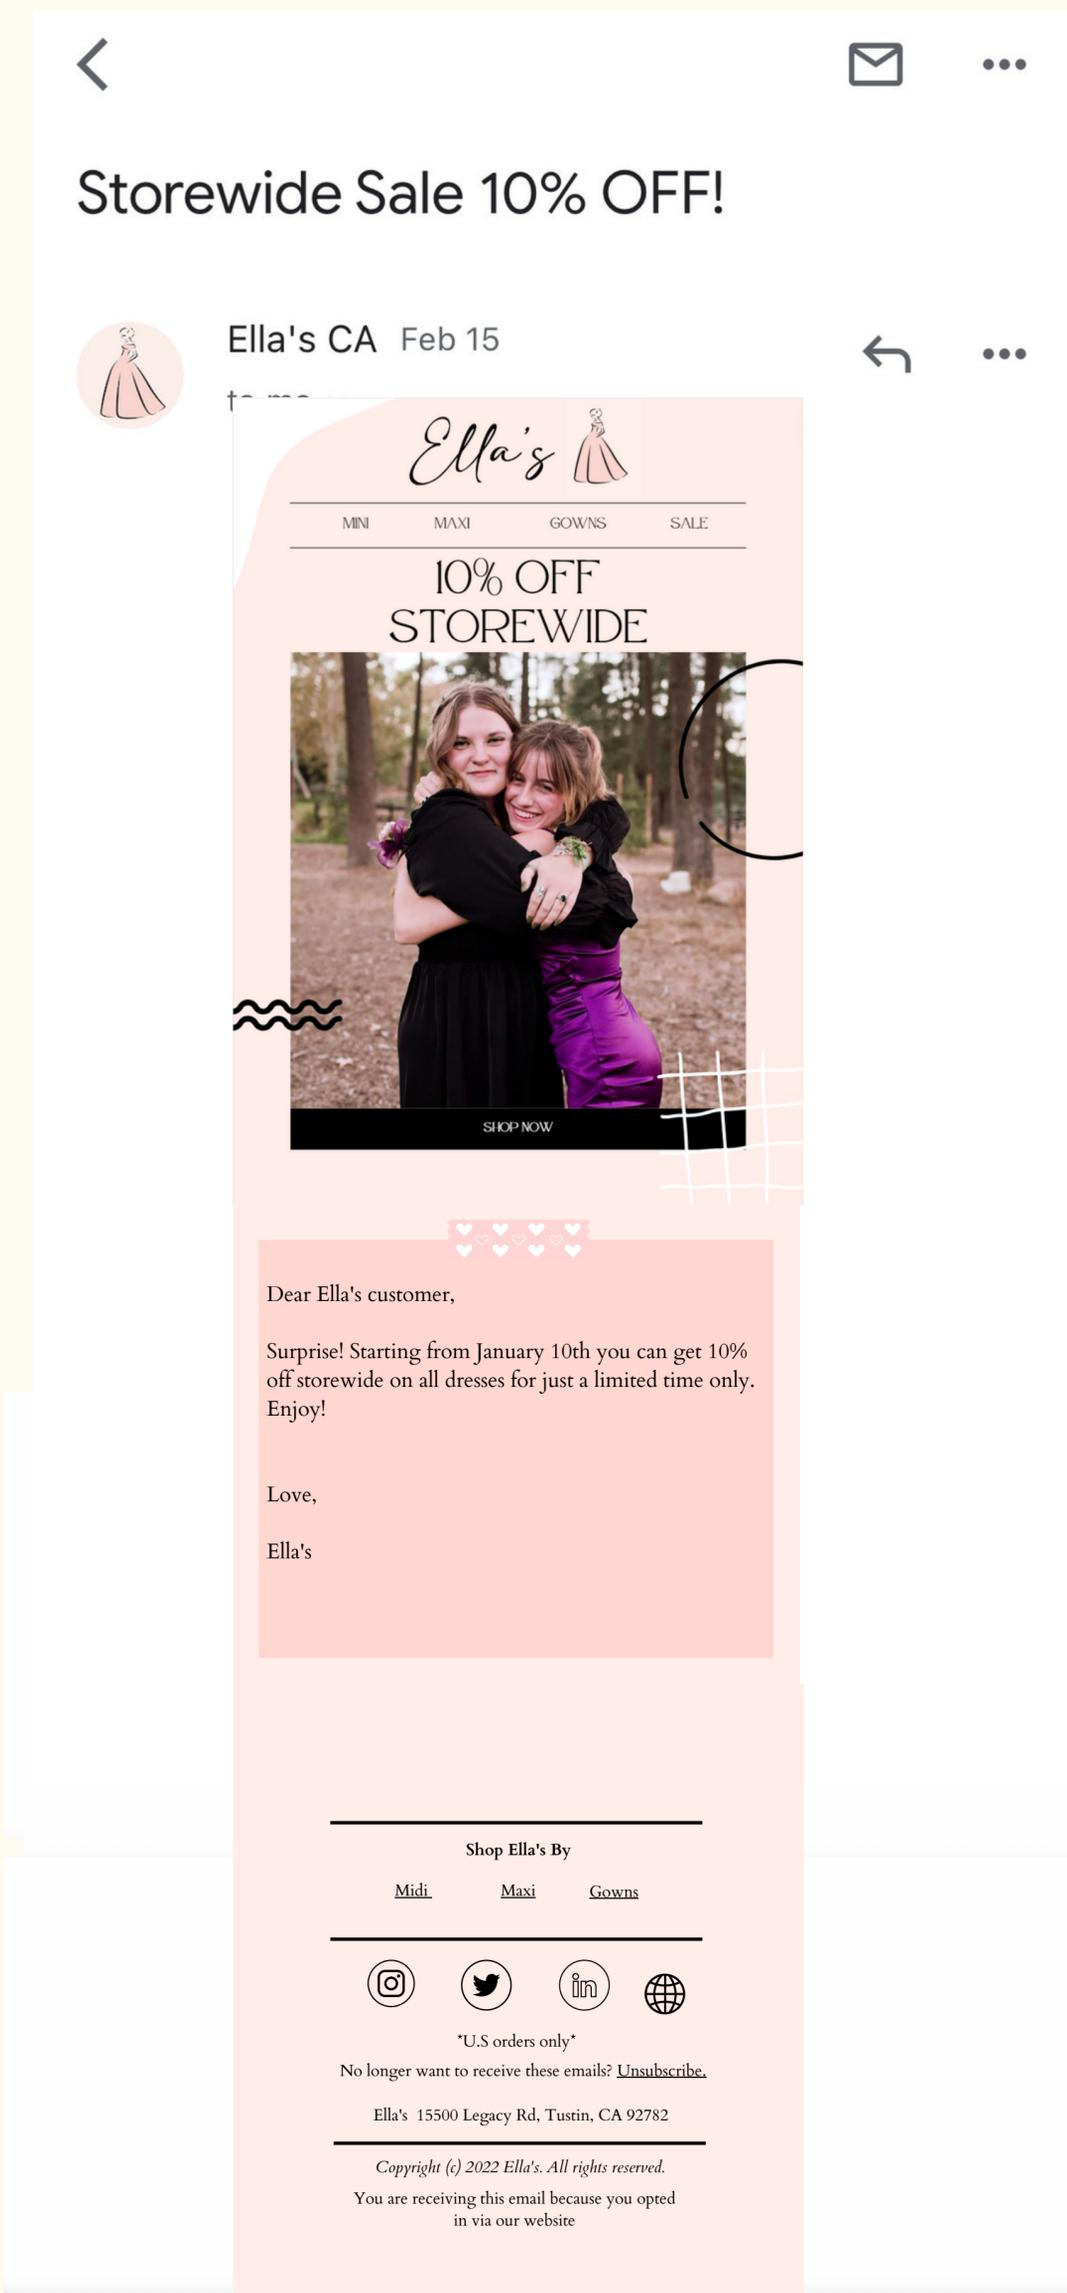 Storewide Sale 10% OFF!
Ella's CA Feb 15
Ella's
MINI MAXI GOWNS SALE
10% OFF
STOREWIDE
SHOP NOW
Dear Ella's customer,
Surprise! Starting from January 10th you can get 10%
off storewide on all dresses for just a limited time only.
Enjoy!
Love,
Ella's
Shop Ella's By
Midi Maxi Gowns
in
*U.S orders only*
No longer want to receive these emails? Unsubscribe.
Ella's 15500 Legacy Rd, Tustin, CA 92782
Copyright (c) 2022 Ella's. All rights reserved.
You are receiving this email because you opted
in via our website